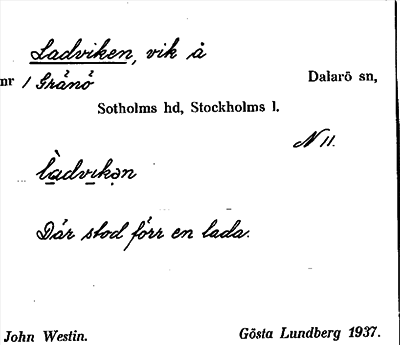 Ladviken, vik å
nr 1 Grånö Dalarö sn,
Sotholms hd, Stockholms l.
N 11.
làdvıkən
Där stod förr en lada.
John Westin. Gösta Lundberg 1937.